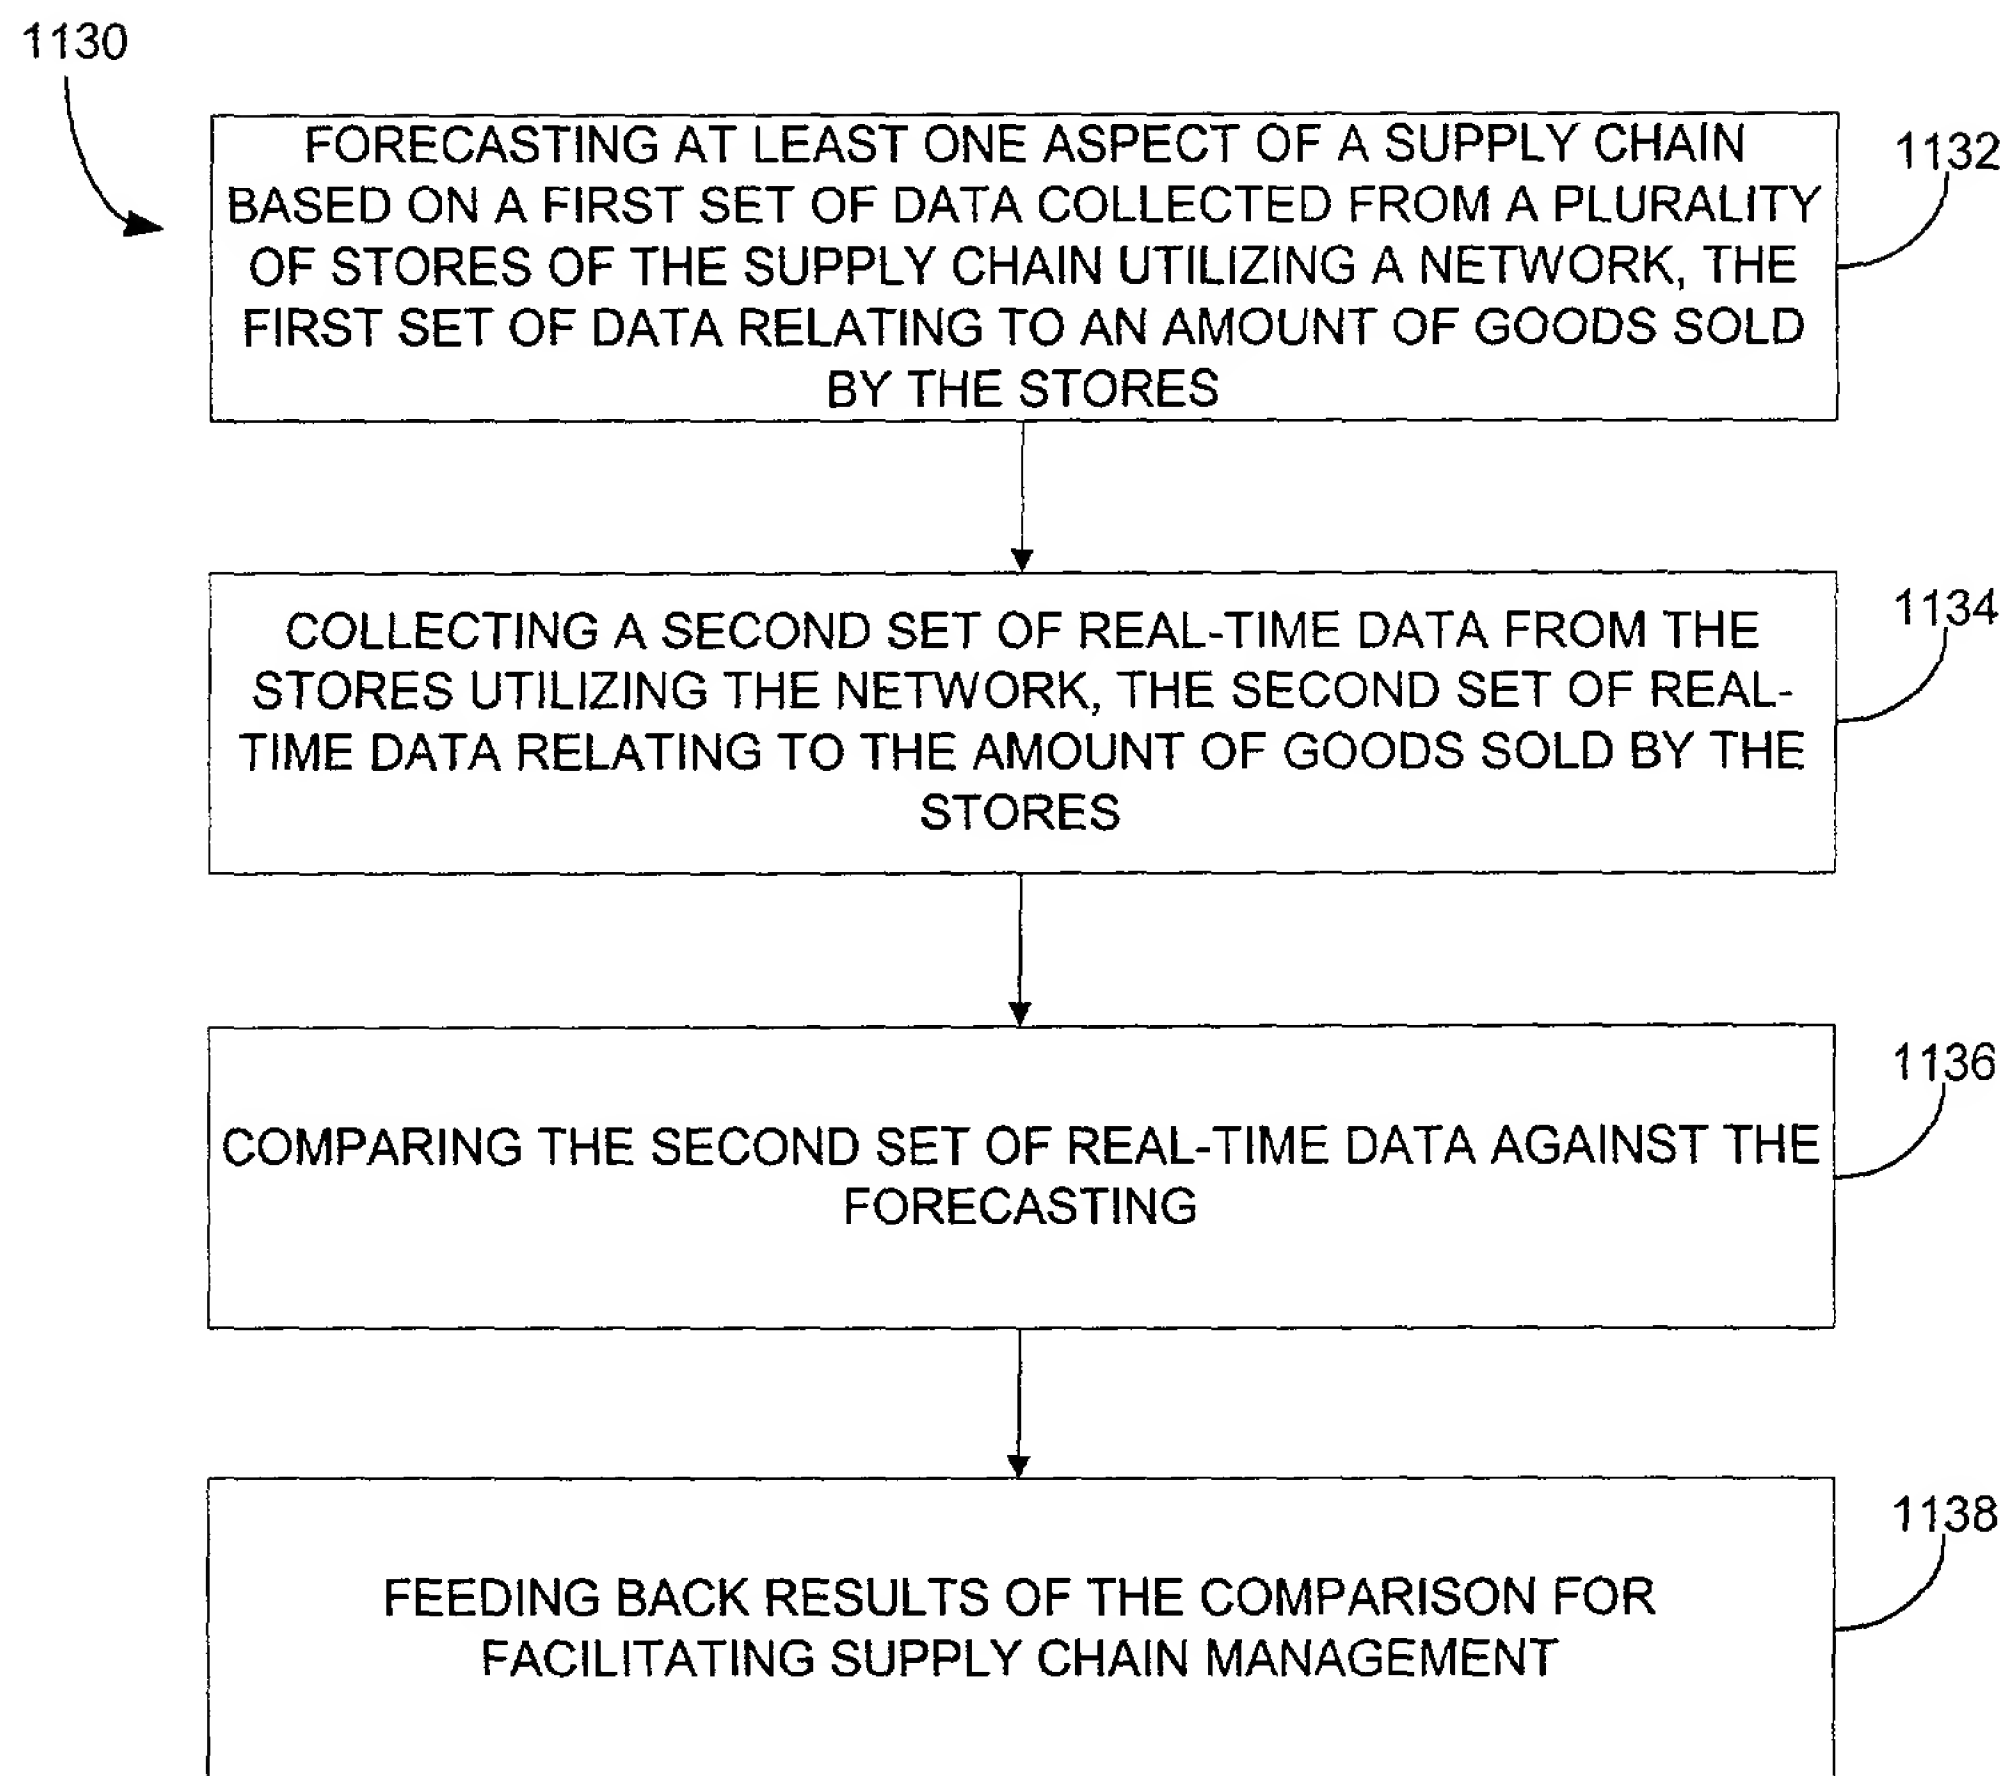 1130
FORECASTING AT LEAST ONE ASPECT OF A SUPPLY CHAIN
BASED ON A FIRST SET OF DATA COLLECTED FROM A PLURALITY
OF STORES OF THE SUPPLY CHAIN UTILIZING A NETWORK, THE
FIRST SET OF DATA RELATING TO AN AMOUNT OF GOODS SOLD
BY THE STORES
1132
COLLECTING A SECOND SET OF REAL-TIME DATA FROM THE
STORES UTILIZING THE NETWORK, THE SECOND SET OF REAL-
TIME DATA RELATING TO THE AMOUNT OF GOODS SOLD BY THE
STORES
1134
COMPARING THE SECOND SET OF REAL-TIME DATA AGAINST THE
FORECASTING
1136
FEEDING BACK RESULTS OF THE COMPARISON FOR
FACILITATING SUPPLY CHAIN MANAGEMENT
1138